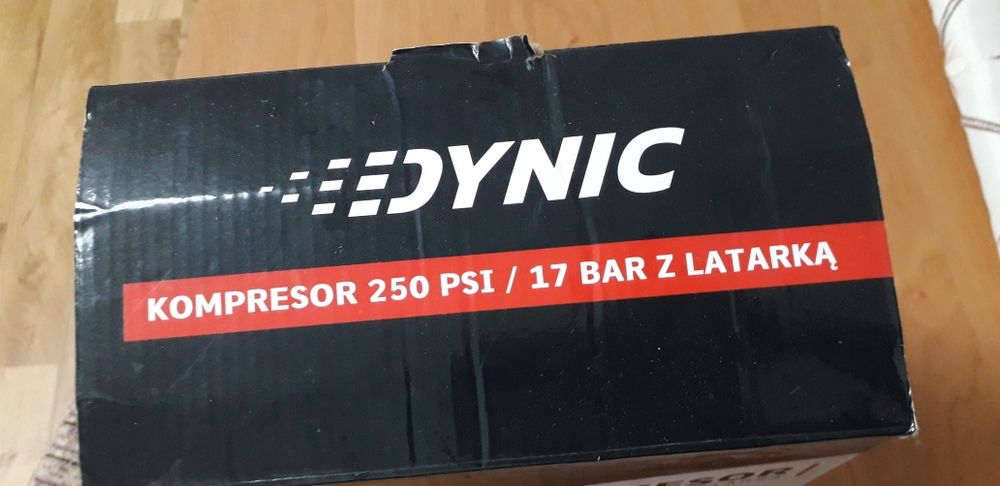 DYNIC
KOMPRESOR 250 PSI / 17 BAR Z LATARKĄ